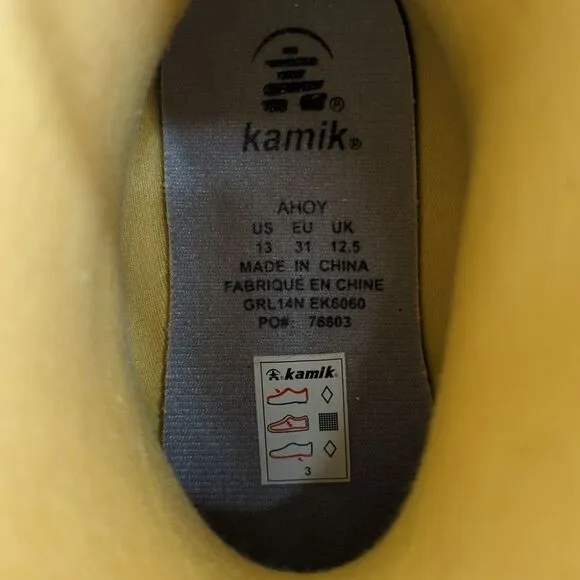 ®
kamik®
AHOY
US EU UK
13 31 12.5
MADE IN CHINA
FABRIQUÉ EN CHINE
GRL14N EK6060
PO# 76603
kamik®
3